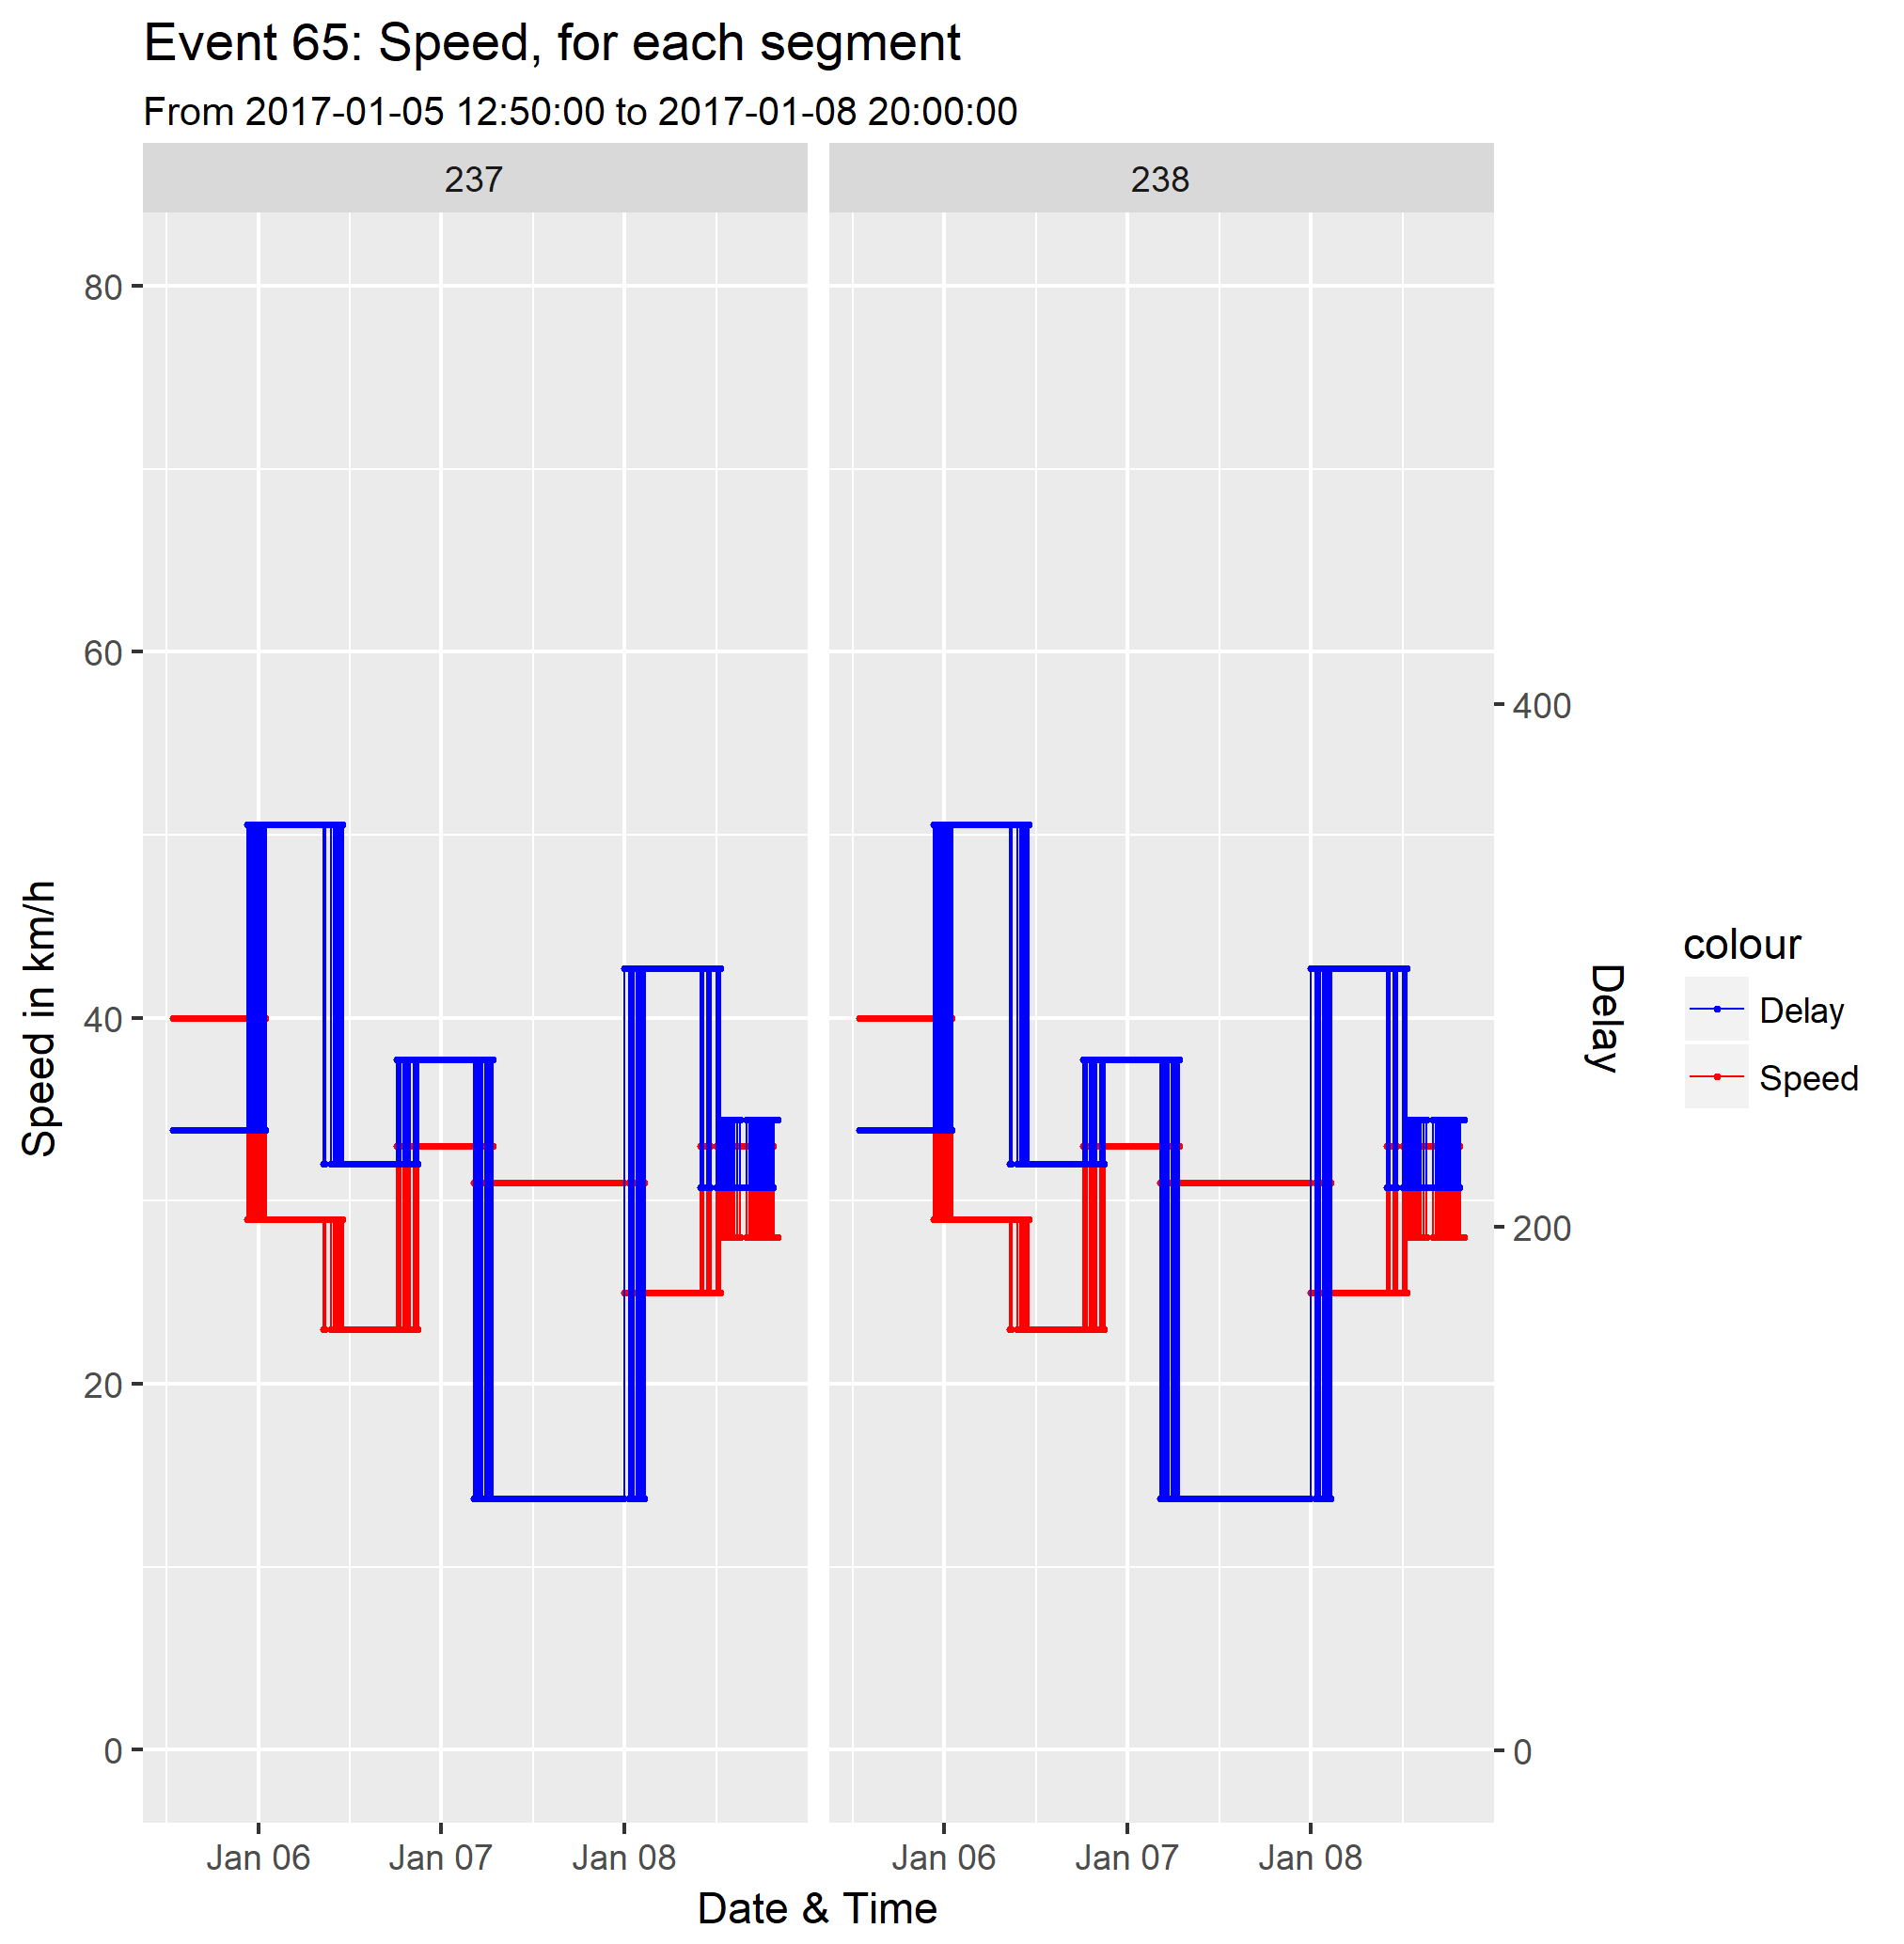 Event 65: Speed, for each segment
From 2017-01-05 12:50:00 to 2017-01-08 20:00:00
237
238
80
60
40
20
0
Speed in km/h
400
200
0
Delay
colour
Delay
Speed
Jan 06
Jan 07
Jan 08
Jan 06
Jan 07
Jan 08
Date & Time